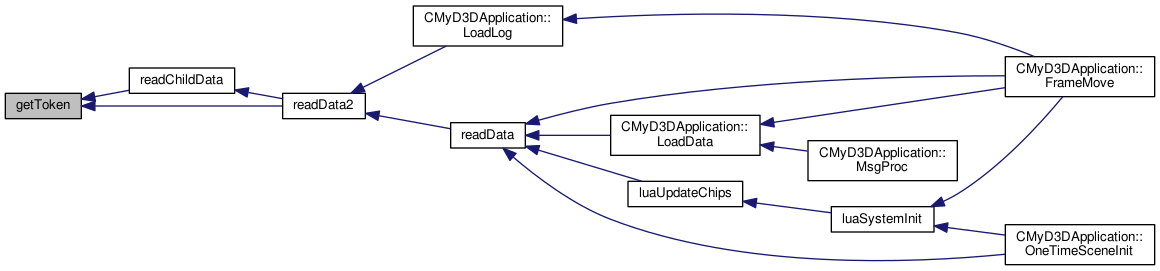 getToken
readChildData
readData2
CMyD3DApplication::
LoadLog
readData
CMyD3DApplication::
LoadData
luaUpdateChips
CMyD3DApplication::
MsgProc
luaSystemInit
CMyD3DApplication::
FrameMove
CMyD3DApplication::
OneTimeSceneInit